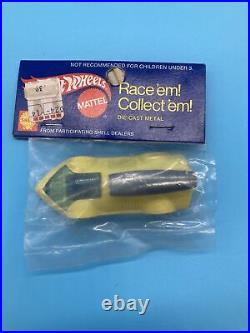 NOT RECOMMENDED FOR CHILDREN UNDER 3.
Wheels
MATTEL
Race'em!
Collect'em!
DIE CAST METAL
FROM PARTICIPATING SHELL DEALERS